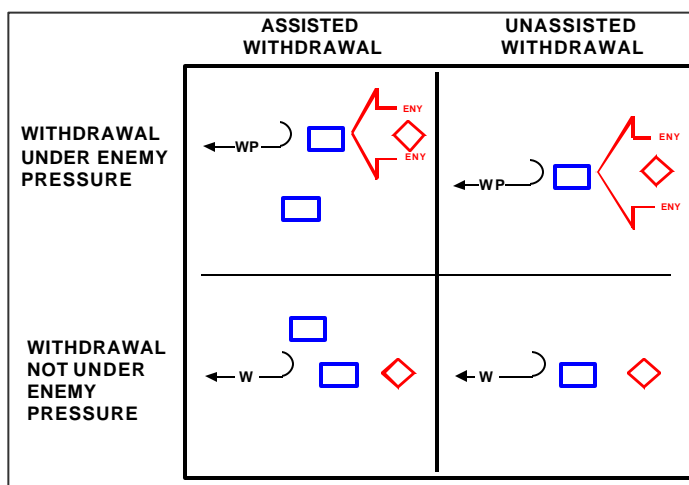 ASSISTED
WITHDRAWAL
UNASSISTED
WITHDRAWAL
WITHDRAWAL
UNDER ENEMY
PRESSURE
WP
ENY
ENY
WP
ENY
ENY
WITHDRAWAL
NOT UNDER
ENEMY
PRESSURE
W
W